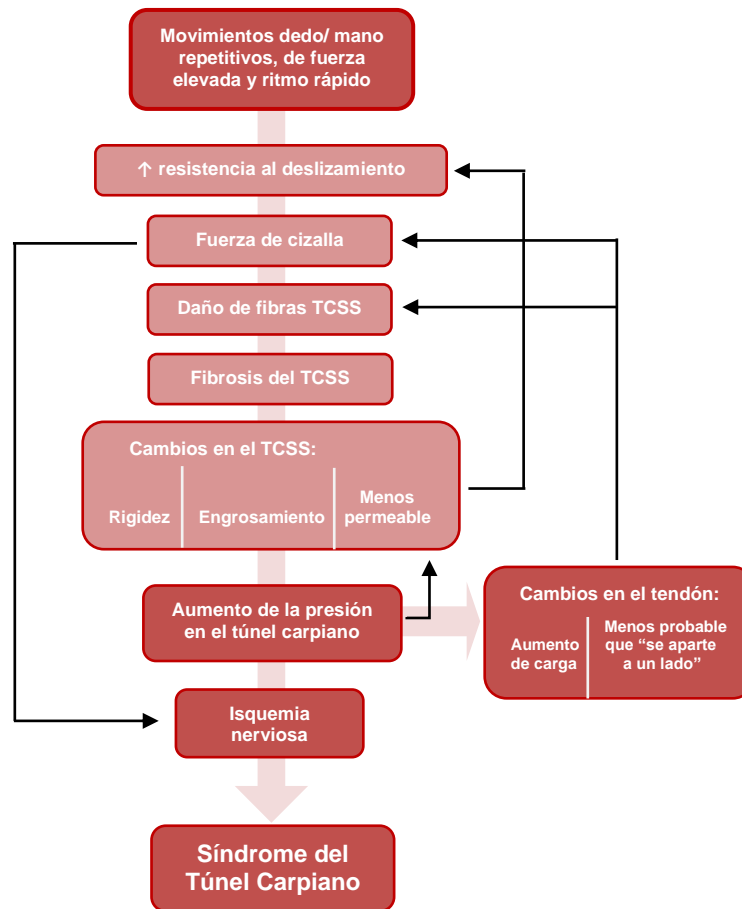 Movimientos dedo/ mano
repetitivos, de fuerza
elevada y ritmo rápido
↑ resistencia al deslizamiento
Fuerza de cizalla
Daño de fibras TCSS
Fibrosis del TCSS
Cambios en el TCSS:
Rigidez
Engrosamiento
Menos
permeable
Aumento de la presión
en el túnel carpiano
Cambios en el tendón:
Aumento
de carga
Menos probable
que “se aparte
a un lado”
Isquemia
nerviosa
Síndrome del
Túnel Carpiano